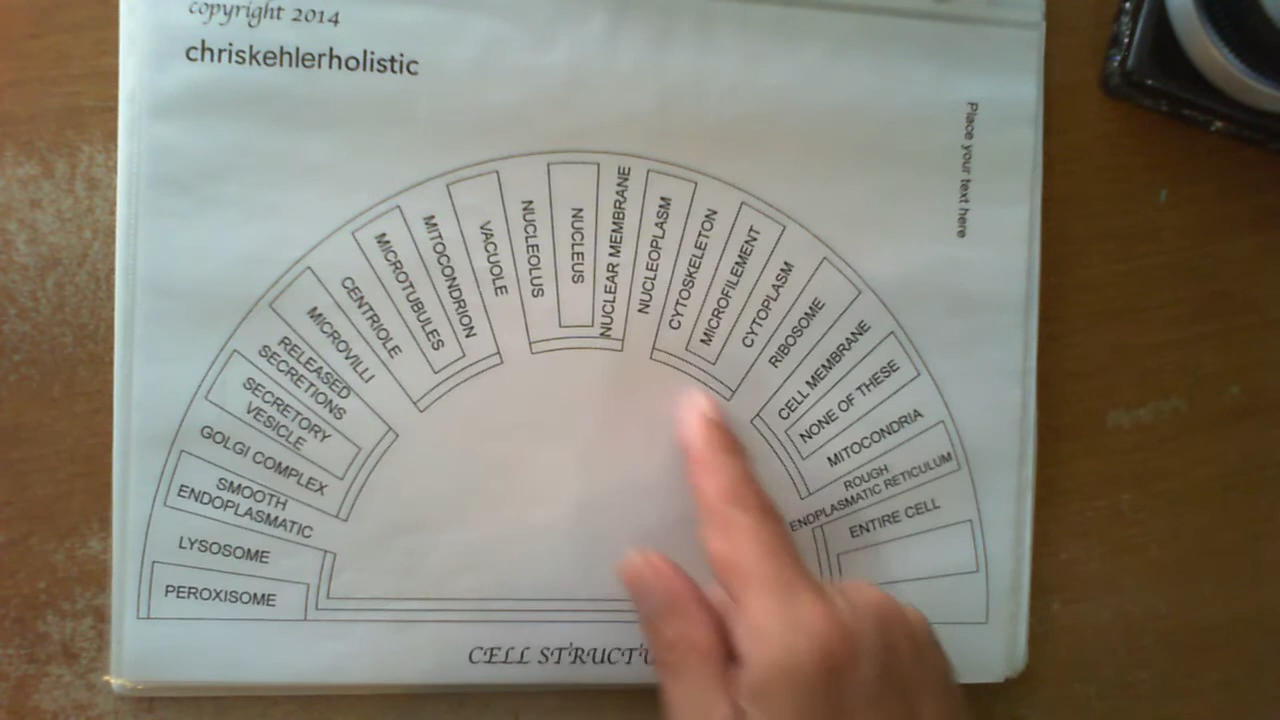 copyright 2014
chriskehlerholistic
Place your text here
PEROXISOME
LYSOSOME
SMOOTH
ENDOPLASMATIC
GOLGI COMPLEX
SECRETORY
VESICLE
RELEASED
SECRETIONS
MICROVILLI
CENTRIOLE
MICROTUBULES
MITOCONDRION
VACUOLE
NUCLEOLUS
NUCLEUS
NUCLEAR MEMBRANE
NUCLEOPLASM
CYTOSKELETON
MICROFILEMENT
CYTOPLASM
RIBOSOME
CELL MEMBRANE
NONE OF THESE
MITOCONDRIA
ROUGH
ENDPLASMATIC RETICULUM
ENTIRE CELL
CELL STRUCTU